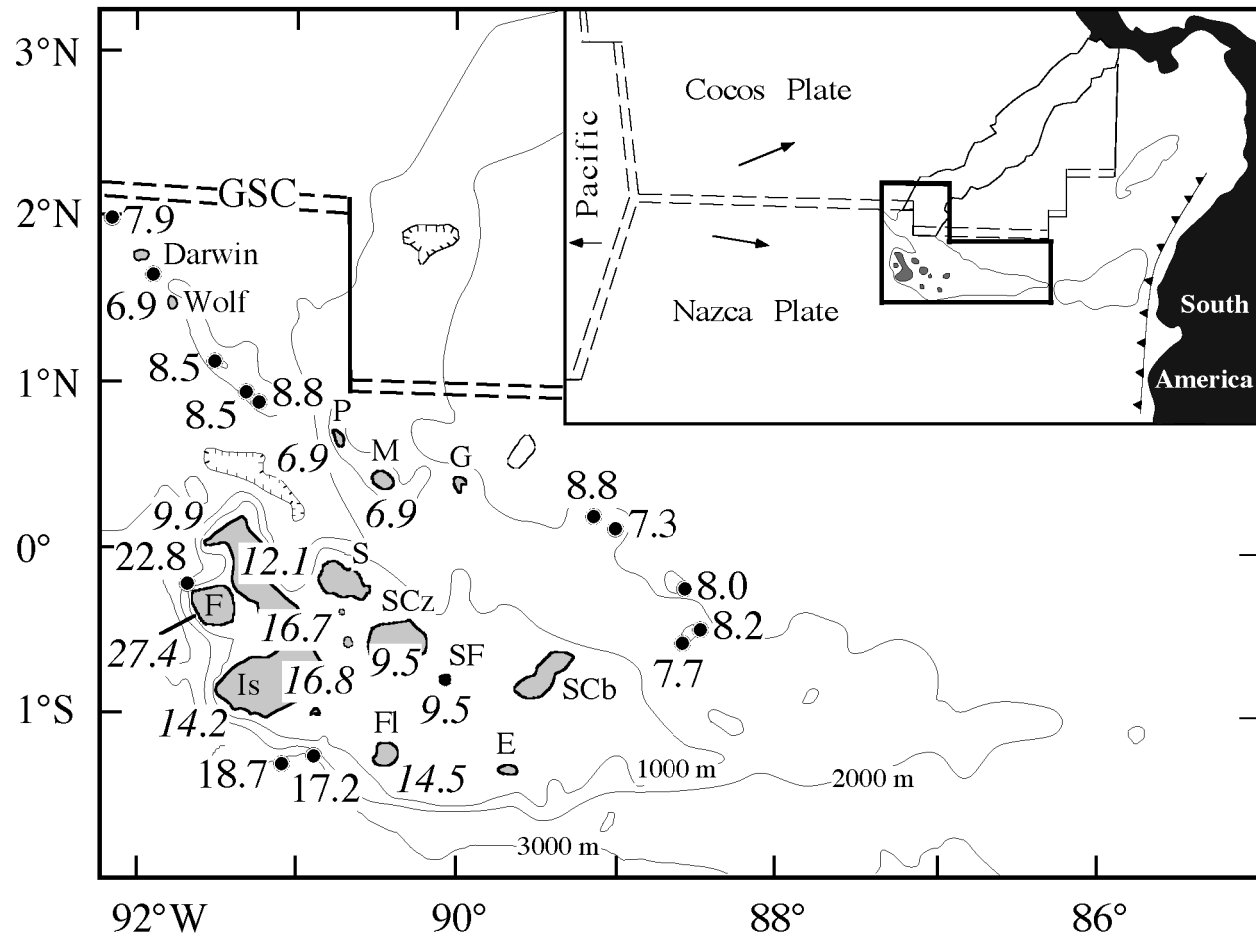 3°N
2°N
1°N
0°
1°S
92°W
90°
88°
86°
GSC
7.9
Darwin
6.9
Wolf
8.5
8.5
8.8
P
6.9
M
6.9
G
8.8
7.3
8.0
8.2
7.7
9.9
22.8
12.1
S
F
27.4
16.7
SCz
9.5
SF
9.5
Is
16.8
SCb
14.2
Fl
14.5
E
18.7
17.2
1000 m
2000 m
3000 m
Pacific
Cocos Plate
Nazca Plate
South
America